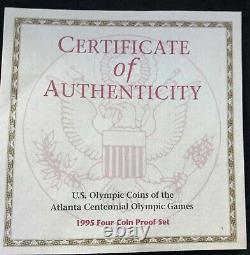 CERTIFICATE
of
AUTHENTICITY
U.S. Olympic Coins of the
Atlanta Centennial Olympic Games
1995 Four Coin Proof Set